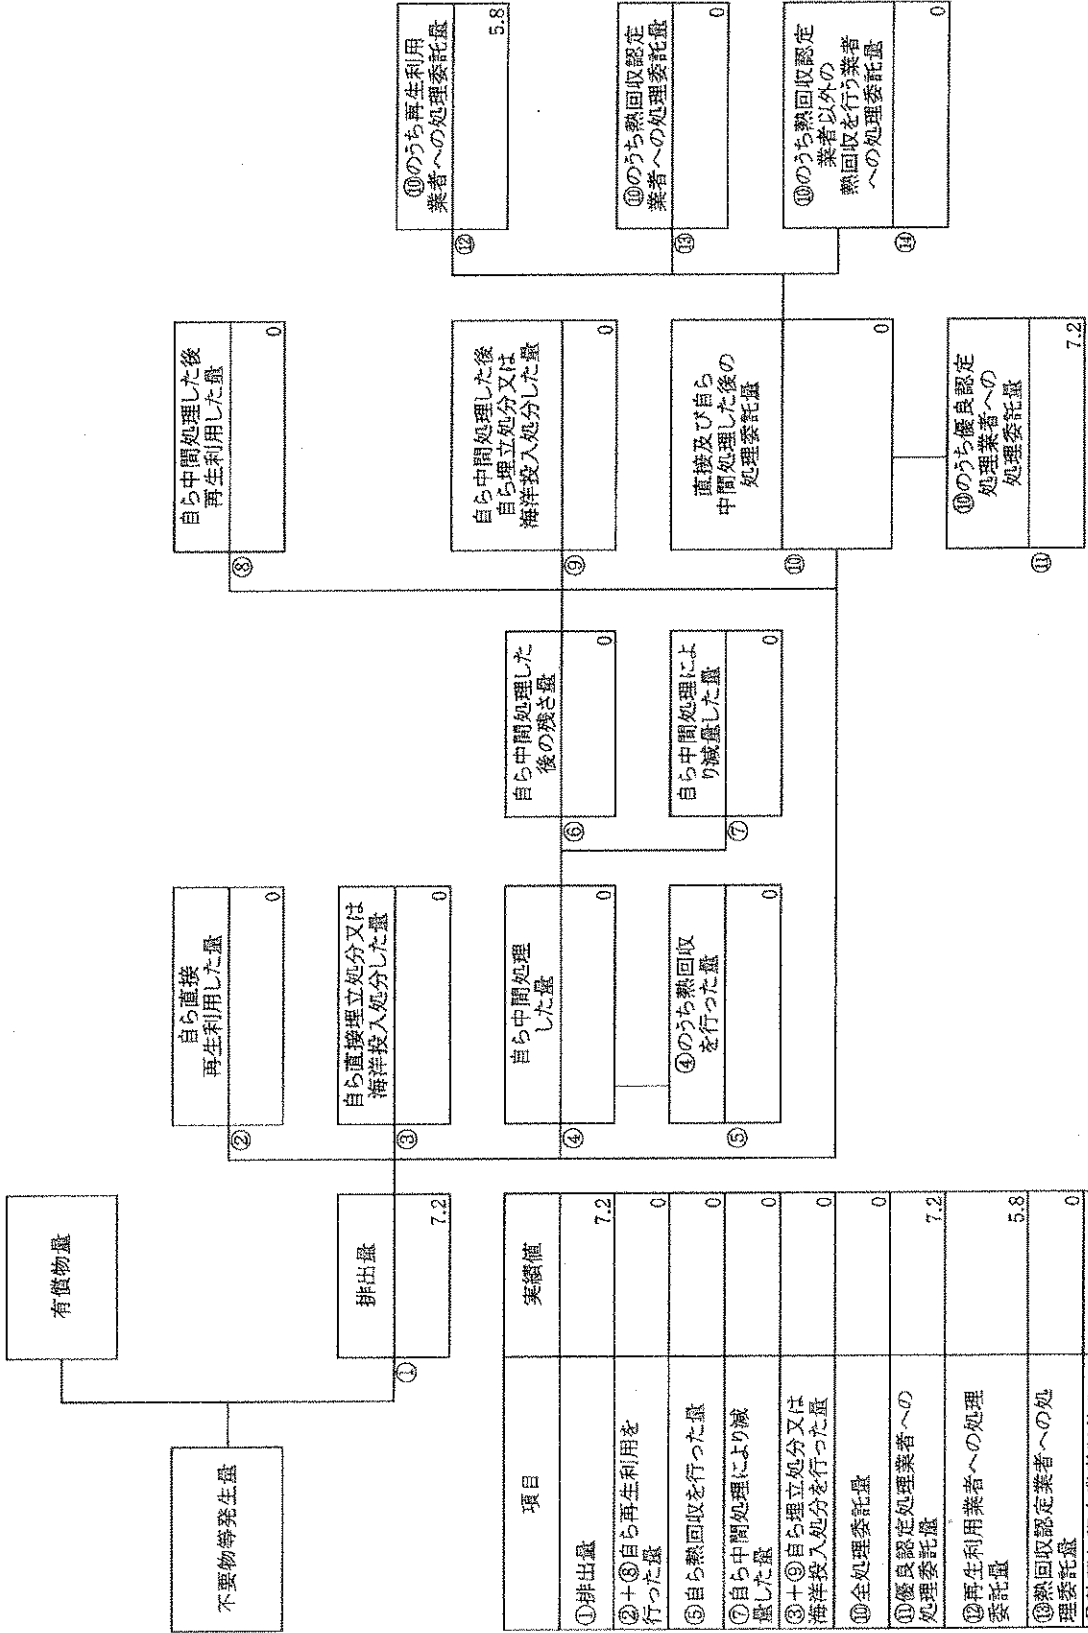 有償物量
不要物等発生量
排出量
①
7.2
自ら直接
再生利用した量
②
0
自ら直接埋立処分又は
海洋投入処分した量
③
0
自ら中間処理
した量
④
0
④のうち熱回収
を行った量
⑤
0
自ら中間処理した
後の残さ量
⑥
0
自ら中間処理によ
り減量した量
⑦
0
自ら中間処理した後
再生利用した量
⑧
0
自ら中間処理した後
自ら埋立処分又は
海洋投入処分した量
⑨
0
直接及び自ら
中間処理した後の
処理委託量
⑩
0
⑩のうち優良認定
処理業者への
処理委託量
⑪
7.2
⑩のうち再生利用
業者への処理委託量
⑫
5.8
⑩のうち熱回収認定
業者への処理委託量
⑬
0
⑩のうち熱回収認定
業者以外の
熱回収を行う業者
への処理委託量
⑭
0
項目 実績値
①排出量 7.2
②+⑧自ら再生利用を
行った量 0
⑤自ら熱回収を行った量 0
⑦自ら中間処理により減
量した量 0
③+⑨自ら埋立処分又は
海洋投入処分を行った量 0
⑩全処理委託量 0
⑪優良認定処理業者への
処理委託量 7.2
⑫再生利用業者への処理
委託量 5.8
⑬熱回収認定業者への処
理委託量 0